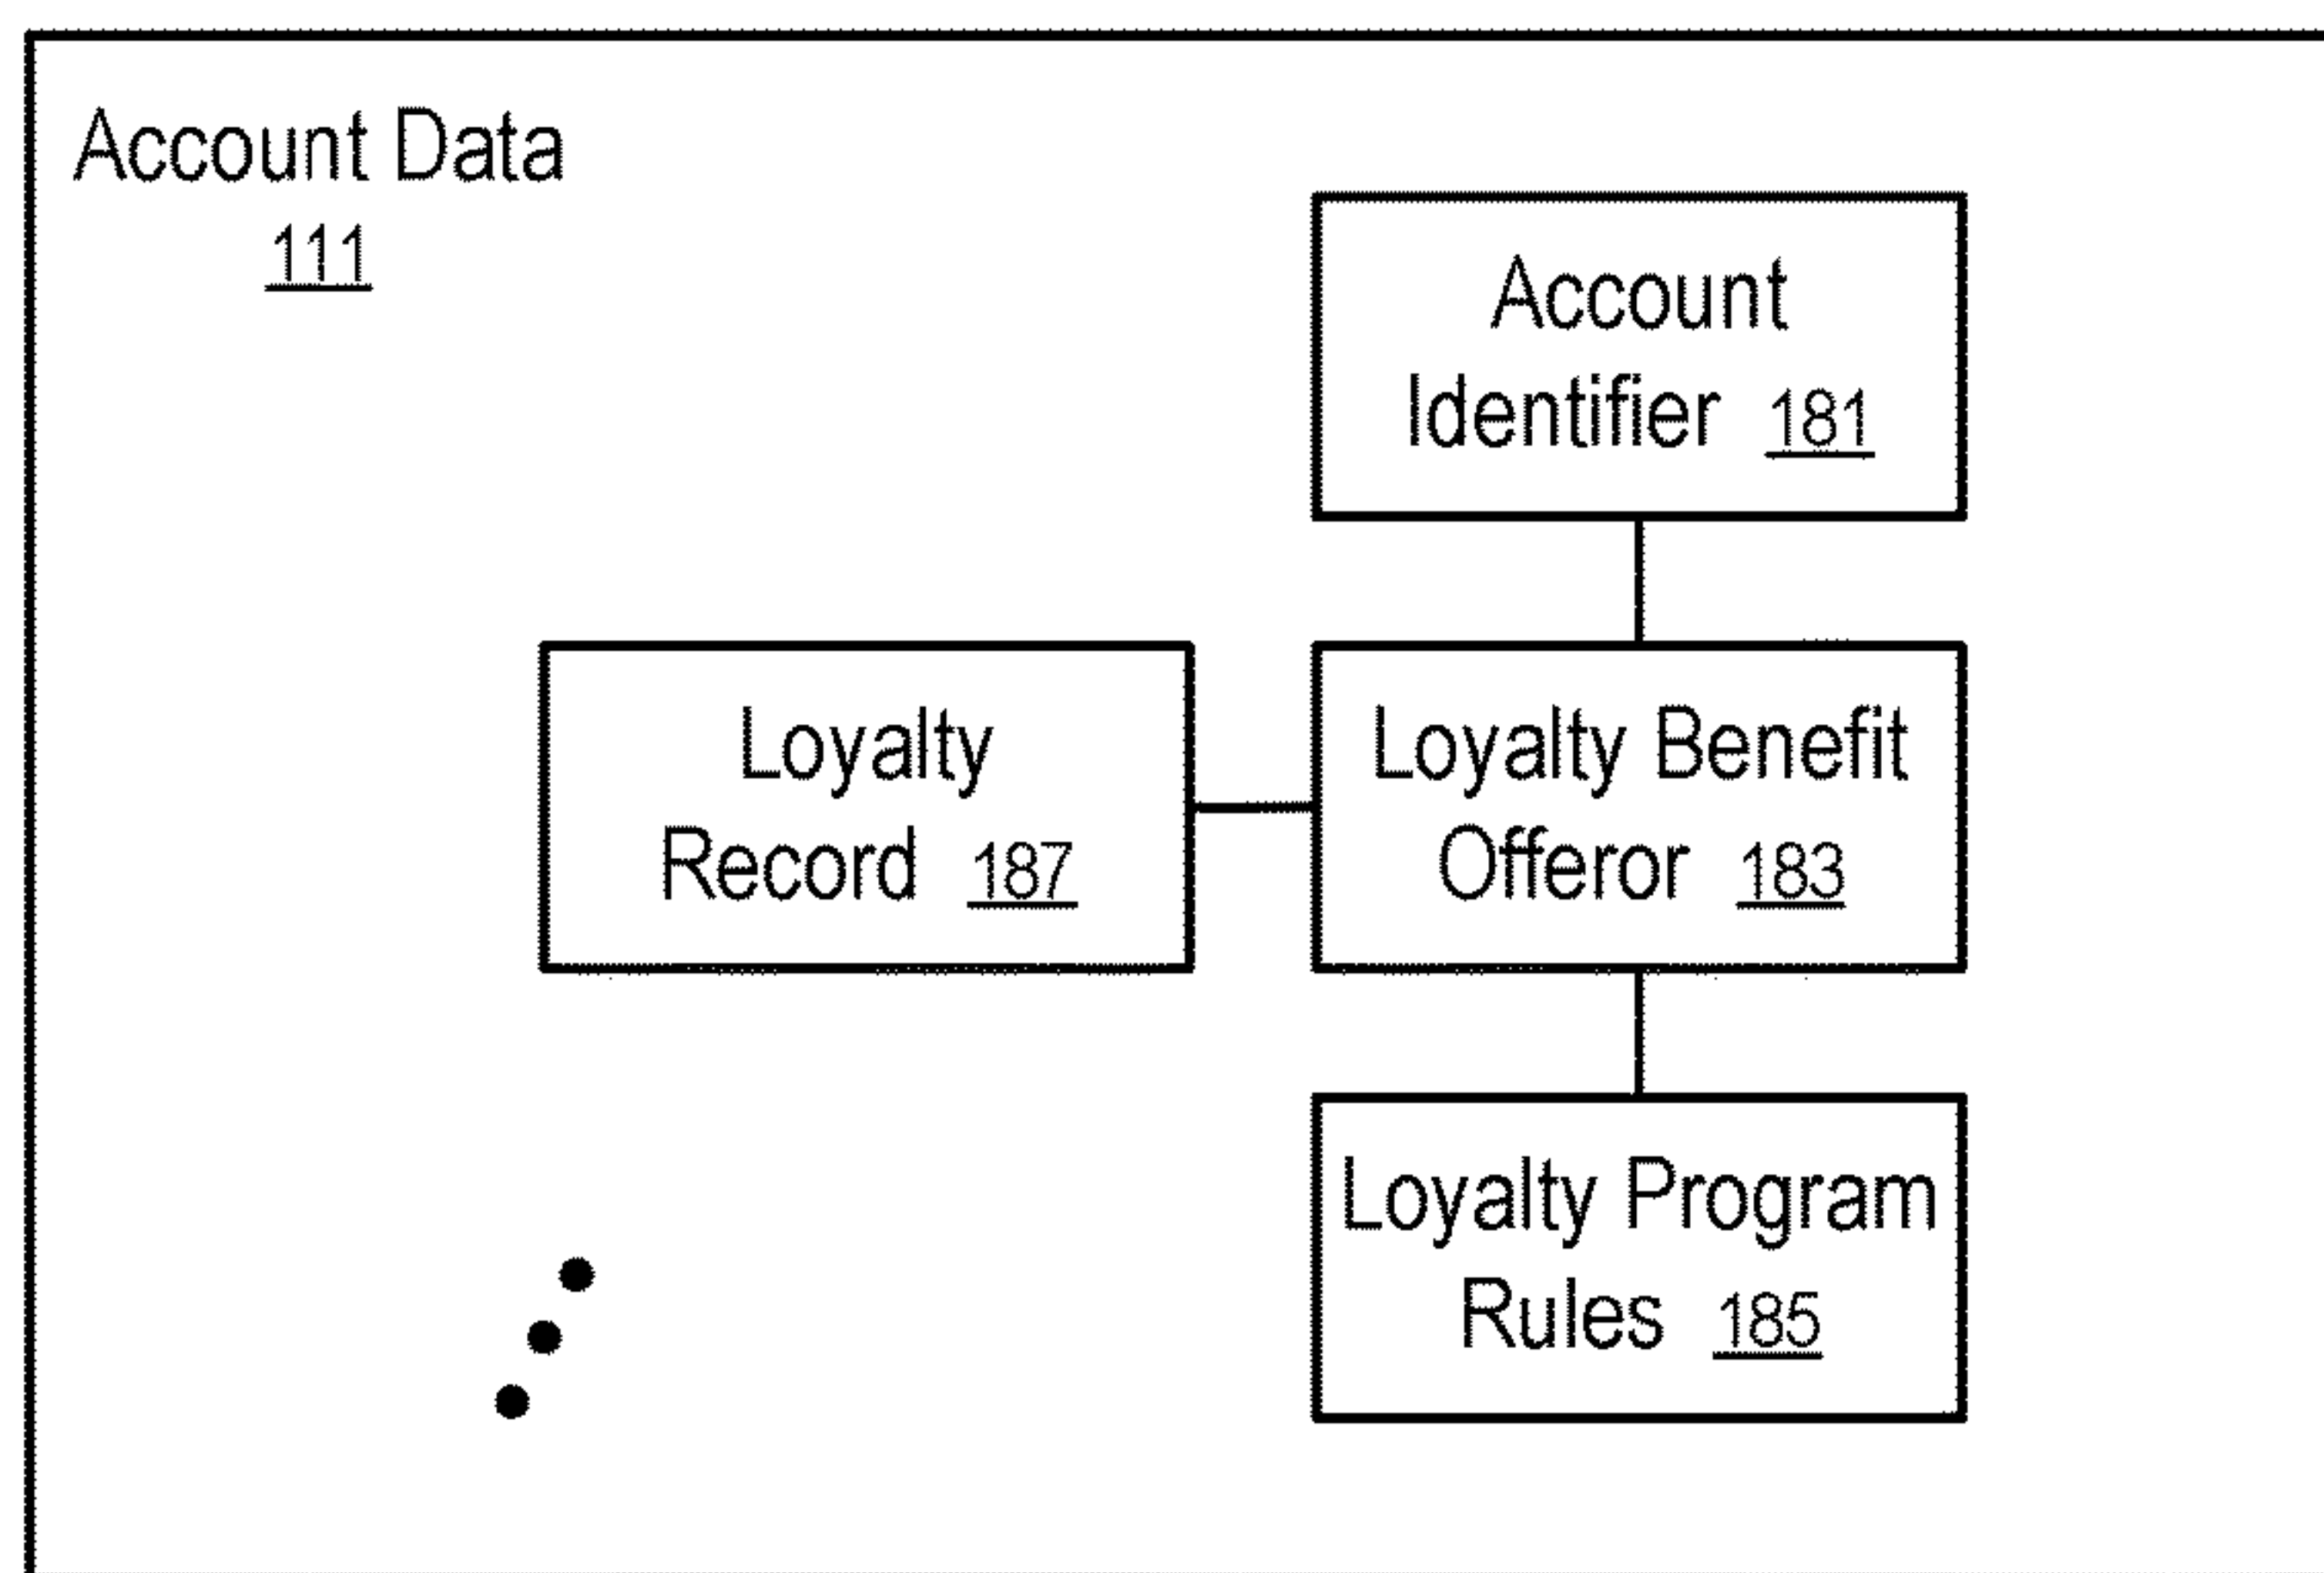 Account Data
111
Account
Identifier 181
Loyalty
Record 187
Loyalty Benefit
Offeror 183
Loyalty Program
Rules 185